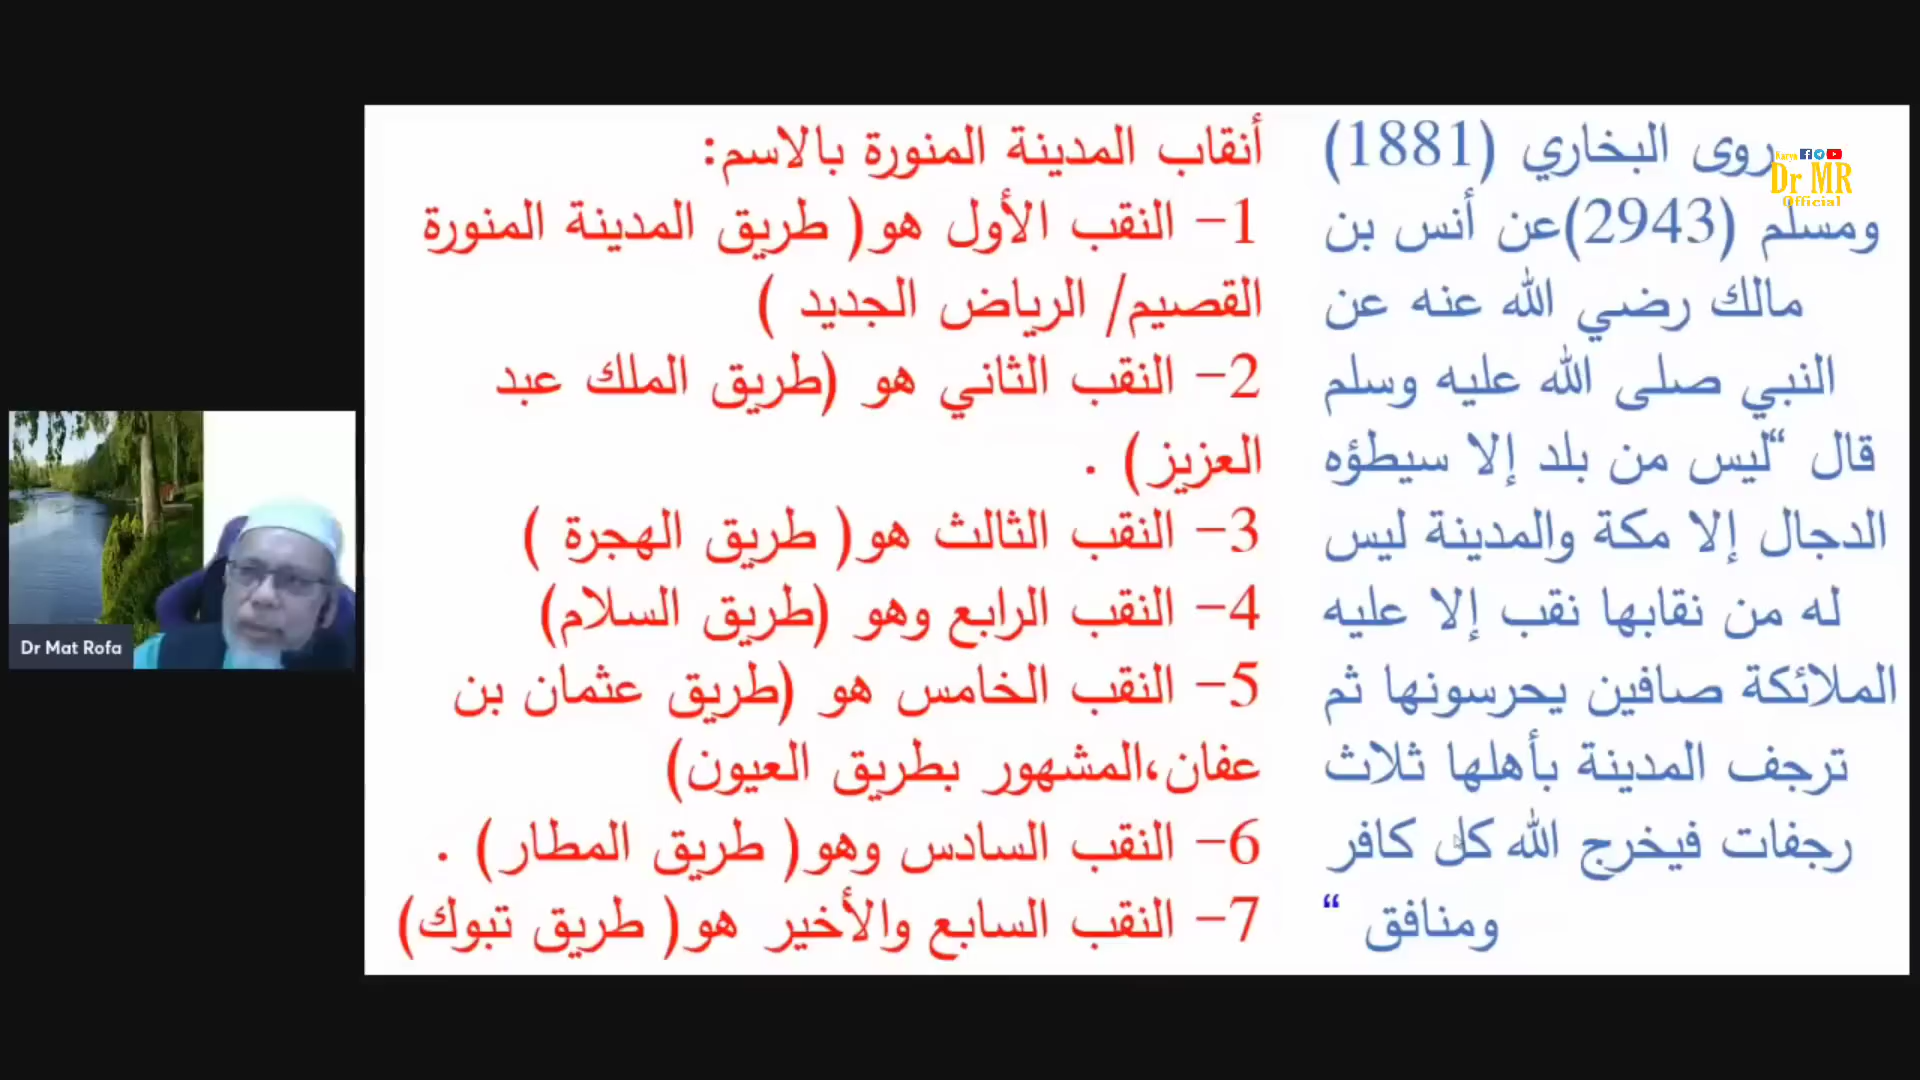 روى البخاري (1881)
ومسلم (2943)عن أنس بن
مالك رضي الله عنه عن
النبي صلى الله عليه وسلم
قال “ليس من بلد إلا سيطؤه
الدجال إلا مكة والمدينة ليس
له من نقابها نقب إلا عليه
الملائكة صافين يحرسونها ثم
ترجف المدينة بأهلها ثلاث
رجفات فيخرج الله كل كافر
ومنافق “
أنقاب المدينة المنورة بالاسم:
1- النقب الأول هو( طريق المدينة المنورة
القصيم/ الرياض الجديد )
2- النقب الثاني هو (طريق الملك عبد
العزيز) .
3- النقب الثالث هو( طريق الهجرة )
4- النقب الرابع وهو (طريق السلام)
5- النقب الخامس هو (طريق عثمان بن
عفان،المشهور بطريق العيون)
6- النقب السادس وهو( طريق المطار) .
7- النقب السابع والأخير هو( طريق تبوك)
Karya
Dr MR
Official
Dr Mat Rofa